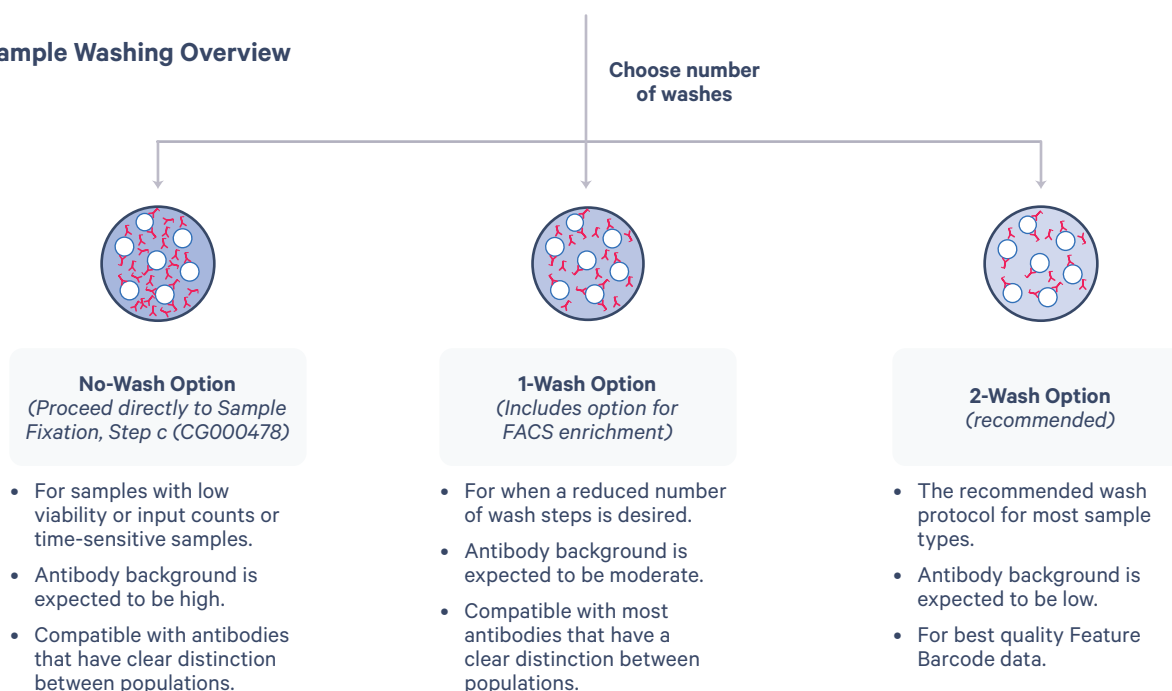 ample Washing Overview
Choose number
of washes
No-Wash Option
(Proceed directly to Sample
Fixation, Step c (CG000478)
• For samples with low
viability or input counts or
time-sensitive samples.
• Antibody background is
expected to be high.
• Compatible with antibodies
that have clear distinction
between populations.
1-Wash Option
(Includes option for
FACS enrichment)
• For when a reduced number
of wash steps is desired.
• Antibody background is
expected to be moderate.
• Compatible with most
antibodies that have a
clear distinction between
populations.
2-Wash Option
(recommended)
• The recommended wash
protocol for most sample
types.
• Antibody background is
expected to be low.
• For best quality Feature
Barcode data.